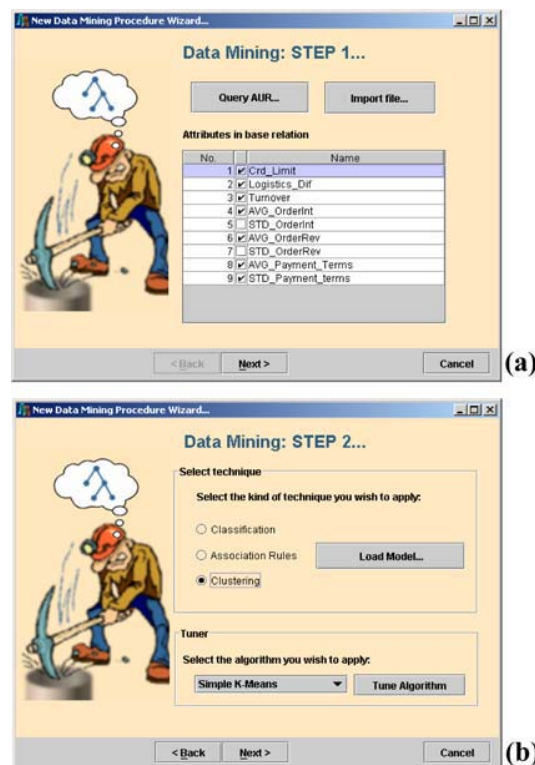 New Data Mining Procedure Wizard...
Data Mining: STEP 1...
Query AUR... Import file...
Attributes in base relation
No. Name
1 Crd_Limit
2 Logistics_Dif
3 Turnover
4 AVG_OrderInt
5 STD_OrderInt
6 AVG_OrderRev
7 STD_OrderRev
8 AVG_Payment_Terms
9 STD_Payment_terms
< Back Next > Cancel
(a)
New Data Mining Procedure Wizard...
Data Mining: STEP 2...
Select technique
Select the kind of technique you wish to apply:
Classification
Association Rules Load Model...
Clustering
Tuner
Select the algorithm you wish to apply:
Simple K-Means Tune Algorithm
< Back Next > Cancel
(b)